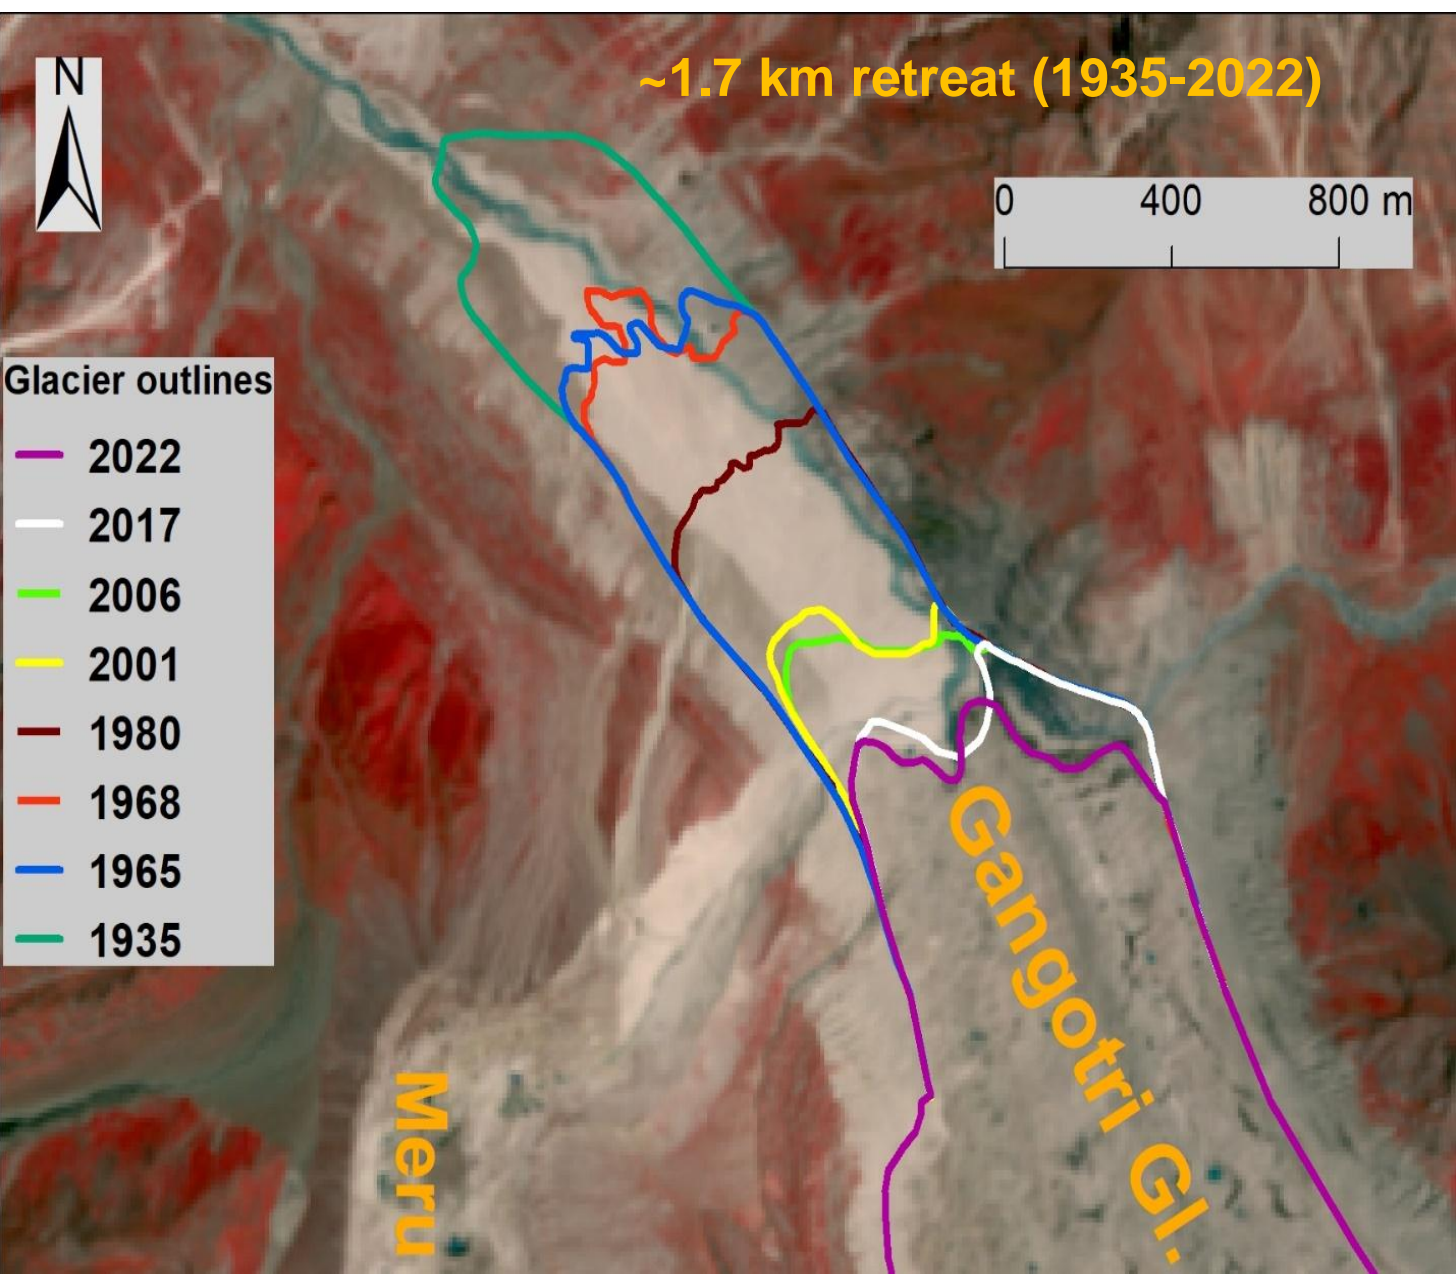 ~1.7 km retreat (1935-2022)
N
0 400 800 m
Glacier outlines
2022
2017
2006
2001
1980
1968
1965
1935
Gangotri Gl.
Meru